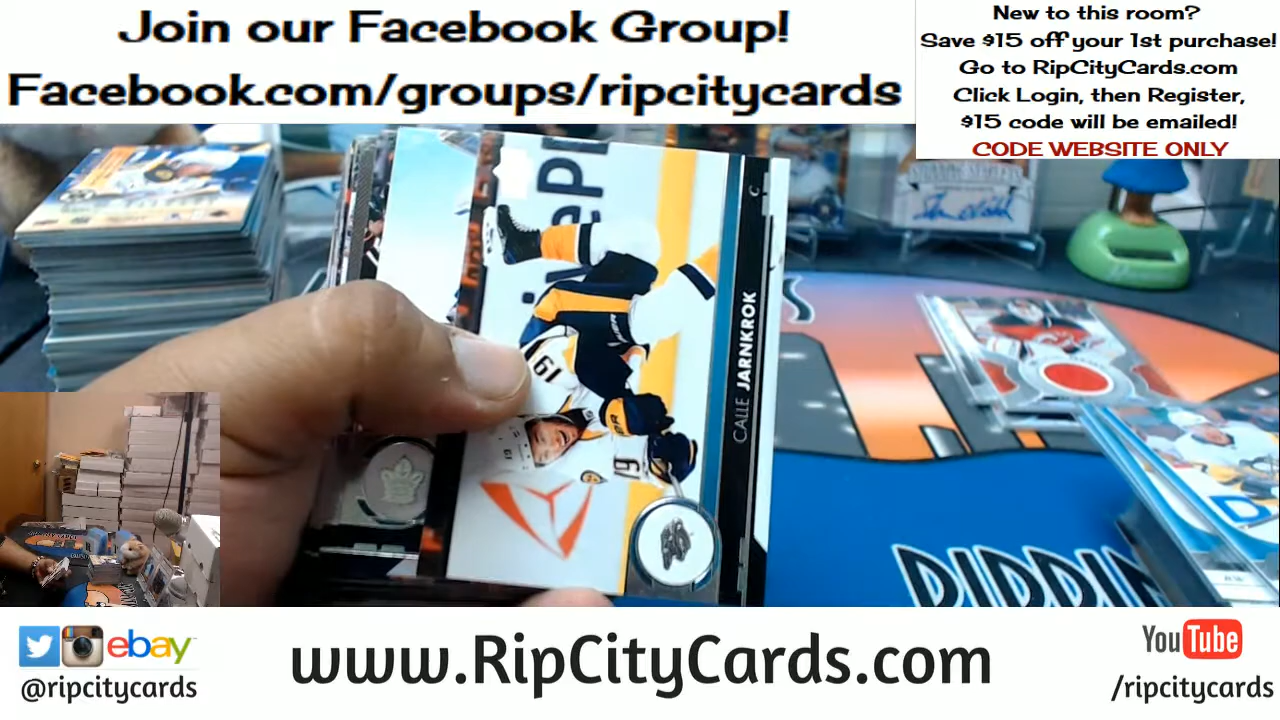 Join our Facebook Group!
Facebook.com/groups/ripcitycards
New to this room?
Save $15 off your 1st purchase!
Go to RipCityCards.com
Click Login, then Register,
$15 code will be emailed!
CODE WEBSITE ONLY
C
CALLE JARNKROK
19
19
ebay
@ripcitycards
www.RipCityCards.com
YouTube
/ripcitycards